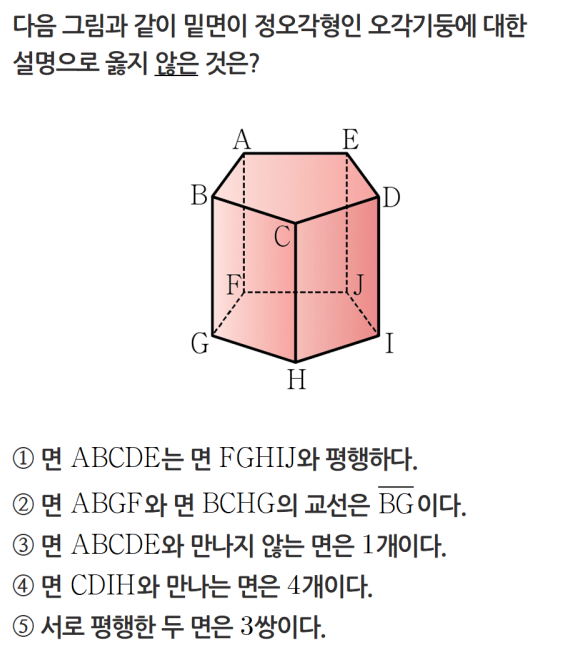 다음 그림과 같이 밑면이 정오각형인 오각기둥에 대한
설명으로 옳지 않은 것은?
A E
B D
C
F J
G I
H
① 면 ABCDE는 면 FGHIJ와 평행하다.
② 면 ABGF와 면 BCHG의 교선은 B̅G̅이다.
③ 면 ABCDE와 만나지 않는 면은 1개이다.
④ 면 CDIH와 만나는 면은 4개이다.
⑤ 서로 평행한 두 면은 3쌍이다.